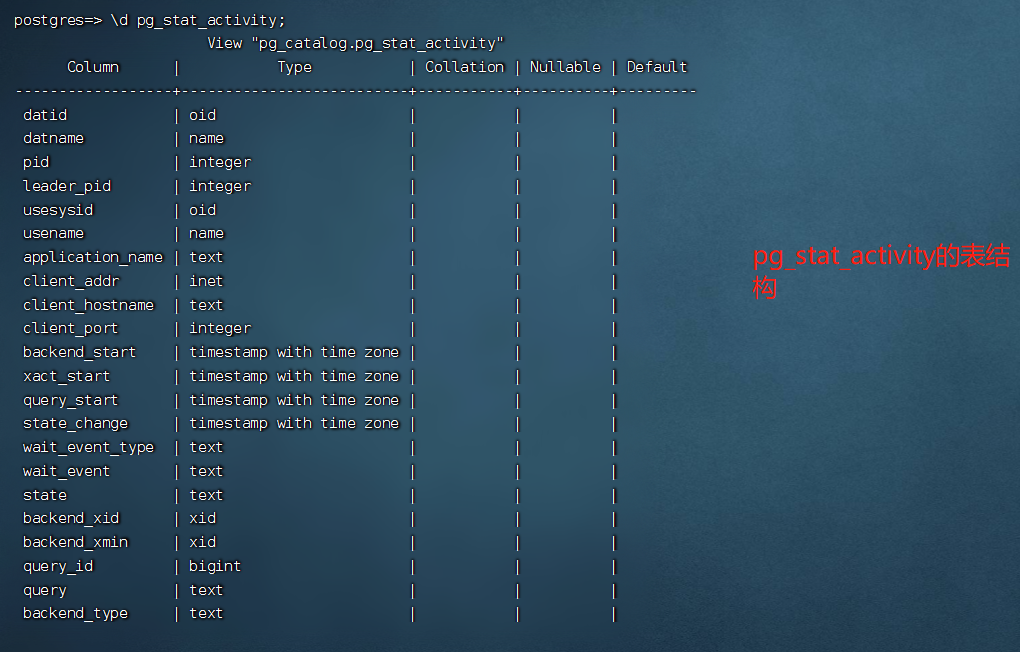 postgres=> \d pg_stat_activity;
View "pg_catalog.pg_stat_activity"
Column | Type | Collation | Nullable | Default
-----------------+--------------------------+-----------+----------+---------
datid | oid | | |
datname | name | | |
pid | integer | | |
leader_pid | integer | | |
usesysid | oid | | |
usename | name | | |
application_name | text | | |
client_addr | inet | | |
client_hostname | text | | |
client_port | integer | | |
backend_start | timestamp with time zone | | |
xact_start | timestamp with time zone | | |
query_start | timestamp with time zone | | |
state_change | timestamp with time zone | | |
wait_event_type | text | | |
wait_event | text | | |
state | text | | |
backend_xid | xid | | |
backend_xmin | xid | | |
query_id | bigint | | |
query | text | | |
backend_type | text | | |
pg_stat_activity的表结
构